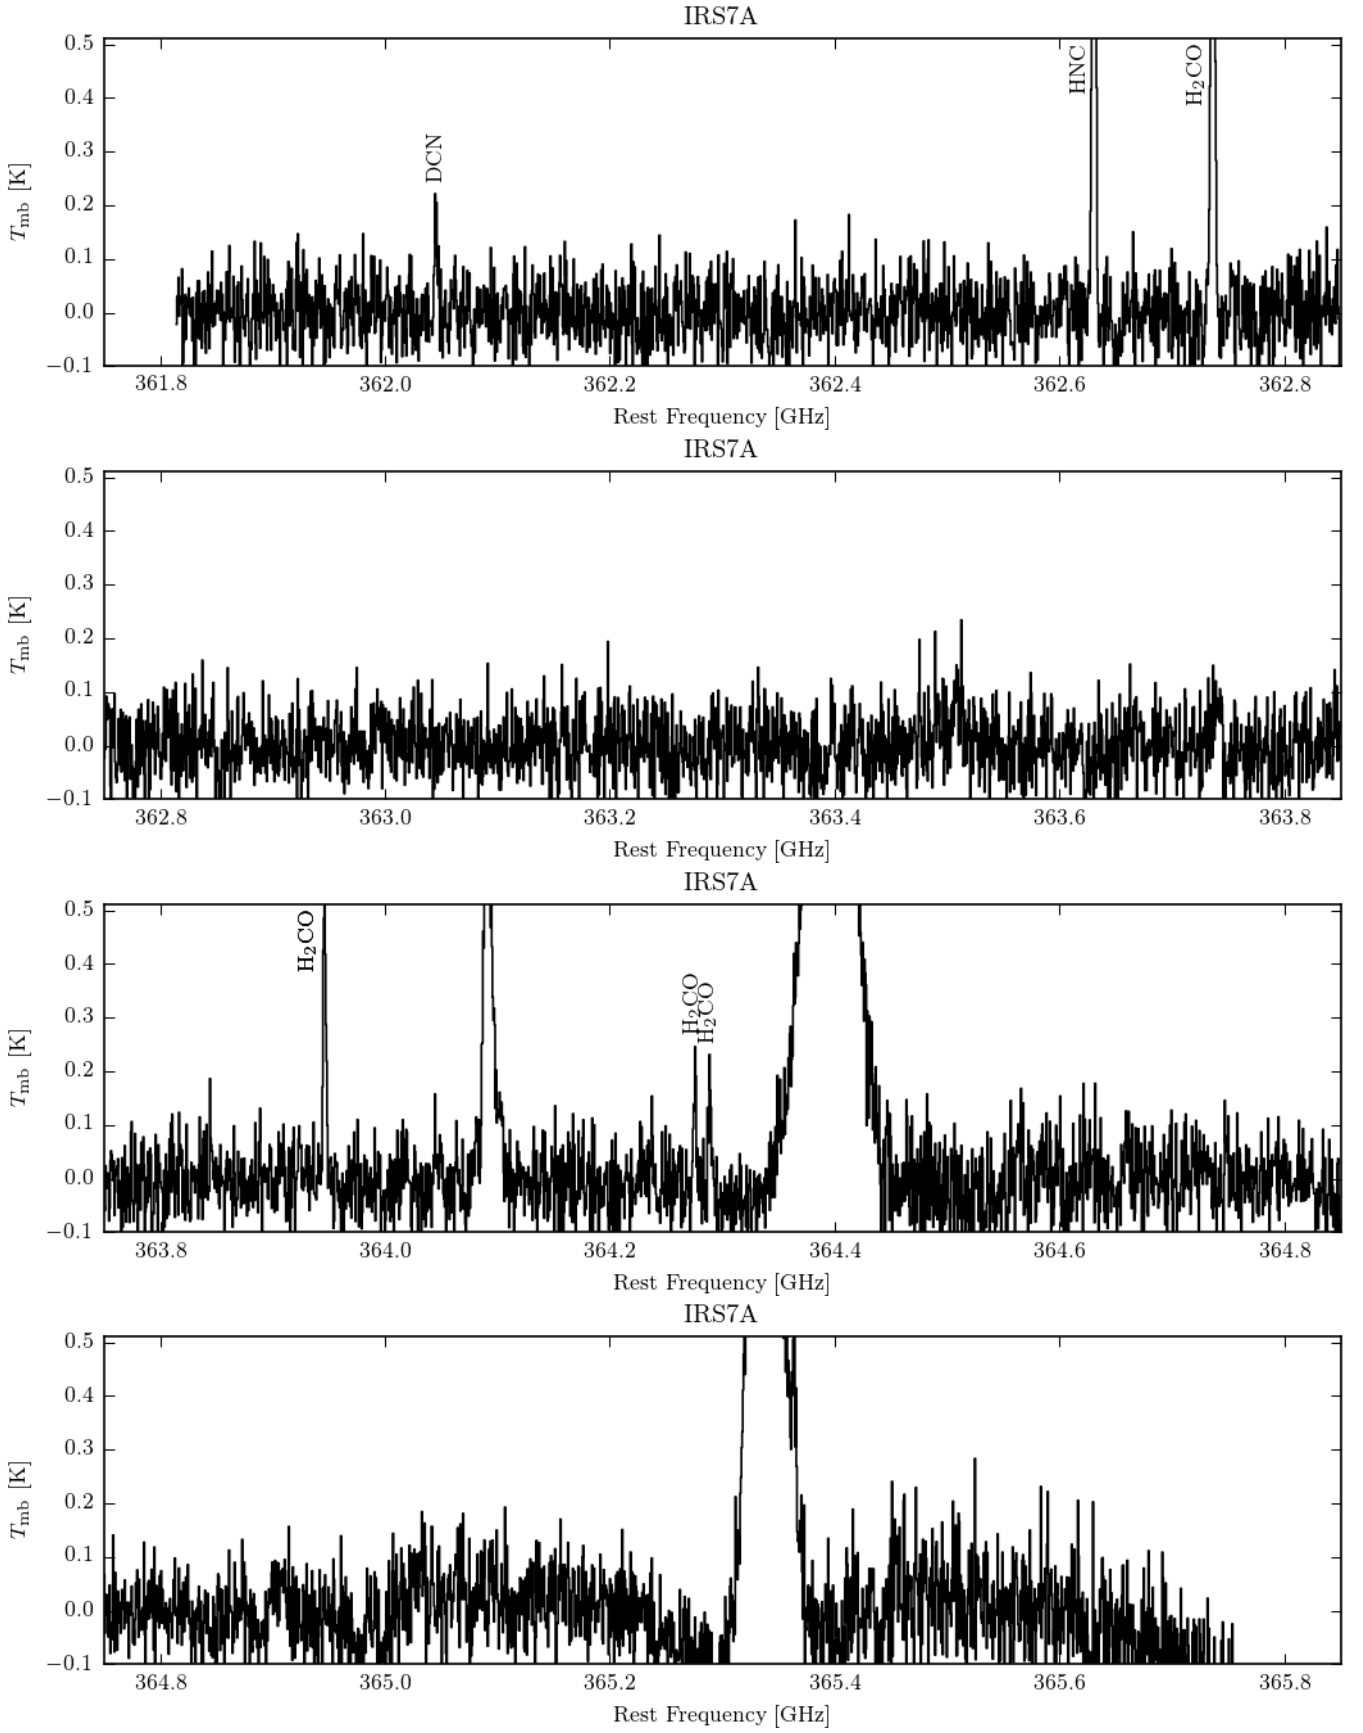 IRS7A
0.5
0.4
0.3
0.2
0.1
0.0
−0.1
T_mb [K]
DCN
HNC
H₂CO
361.8 362.0 362.2 362.4 362.6 362.8
Rest Frequency [GHz]
IRS7A
0.5
0.4
0.3
0.2
0.1
0.0
−0.1
T_mb [K]
362.8 363.0 363.2 363.4 363.6 363.8
Rest Frequency [GHz]
IRS7A
0.5
0.4
0.3
0.2
0.1
0.0
−0.1
T_mb [K]
H₂CO
H₂CO
H₂CO
363.8 364.0 364.2 364.4 364.6 364.8
Rest Frequency [GHz]
IRS7A
0.5
0.4
0.3
0.2
0.1
0.0
−0.1
T_mb [K]
364.8 365.0 365.2 365.4 365.6 365.8
Rest Frequency [GHz]